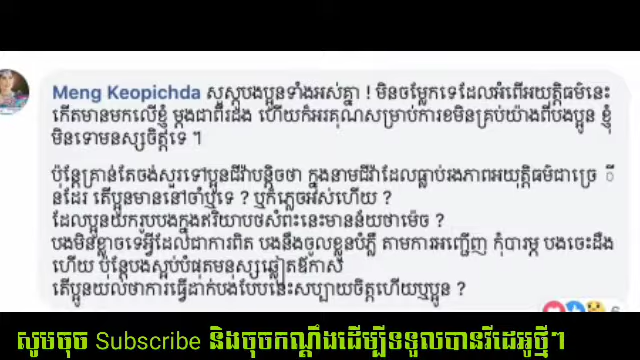 Meng Keopichda សួស្តបងប្អូនទាំងអស់គ្នា ! មិនចម្លែកទេដែលអំពើអយុត្តិធម៌នេះ
កើតមានមកលើខ្ញុំ ម្តងជាពីរដង ហើយក៏អរគុណសម្រាប់ការខមិនគ្រប់យ៉ាងពីបងប្អូន ខ្ញុំ
មិនទោមនស្សចិត្តទេ ។
ប៉ុន្តែគ្រាន់តែចង់សួរទៅប្អូនជីវ៉ាបន្តិចថា ក្នុងនាមជីវ៉ាដែលធ្លាប់រងភាពអយុត្តិធម៌ជាច្រេ ី
នដែរ តើប្អូនមាននៅចាំឬទេ ? ឬក៏ភ្លេចអស់ហើយ ?
ដែលប្អូនយករូបបងក្នុងឥរិយាបថសំពះនេះមានន័យថាម៉េច ?
បងមិនខ្លាចទេអ្វីដែលជាការពិត បងនឹងចូលខ្លួនបំភ្លឺ តាមការអញ្ជើញ កុំបារម្ភ បងចេះដឹង
ហើយ ប៉ុន្តែបងស្អប់បំផុតមនុស្សឆ្លៀតឱកាស
តើប្អូនយល់ថាការធ្វើដាក់បងបែបនេះសប្បាយចិត្តហើយឬប្អូន ?
6
សូមចុច Subscribe និងចុចកណ្ដឹងដើម្បីទទួលបានវីដេអូថ្មីៗ